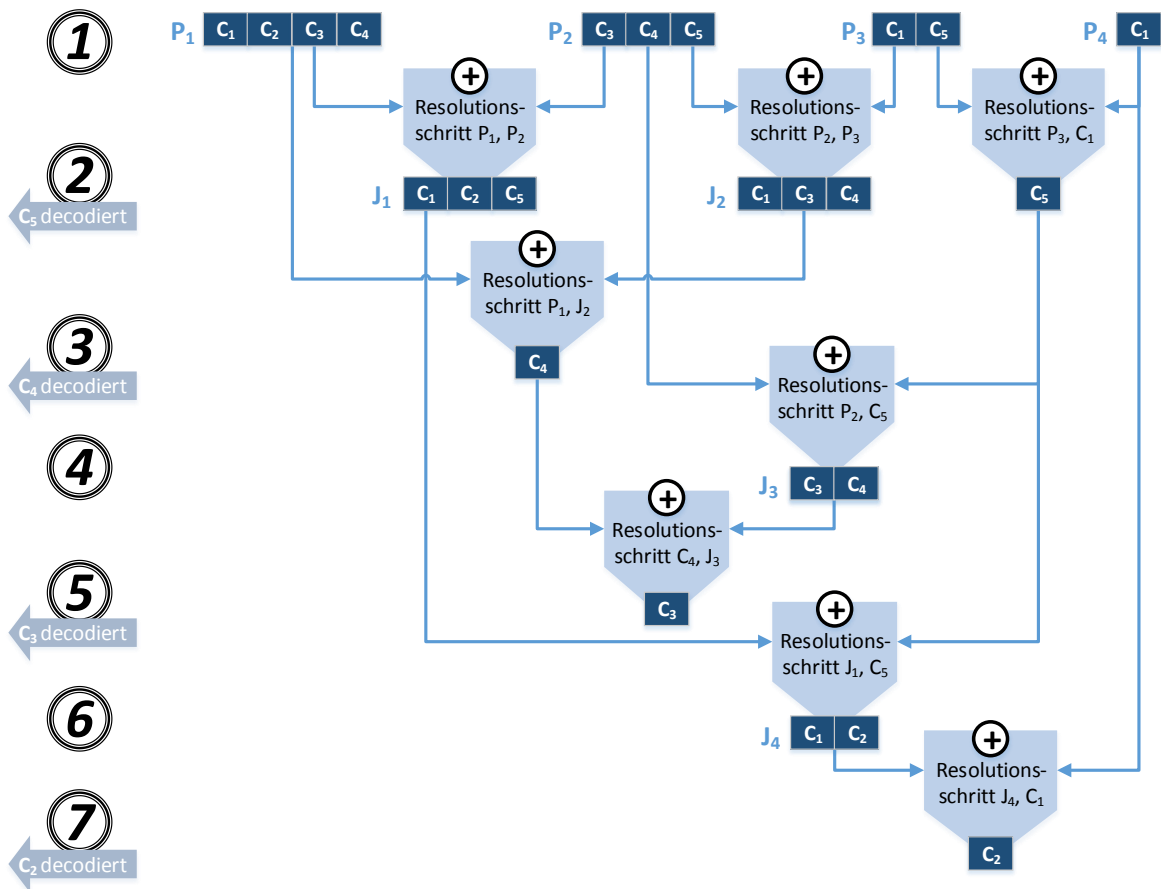 1
P₁ C₁ C₂ C₃ C₄
P₂ C₃ C₄ C₅
P₃ C₁ C₅
P₄ C₁
+
Resolutions-
schritt P₁, P₂
+
Resolutions-
schritt P₂, P₃
+
Resolutions-
schritt P₃, C₁
2
C₅ decodiert
J₁ C₁ C₂ C₅
J₂ C₁ C₃ C₄
C₅
+
Resolutions-
schritt P₁, J₂
3
C₄ decodiert
C₄
+
Resolutions-
schritt P₂, C₅
4
J₃ C₃ C₄
+
Resolutions-
schritt C₄, J₃
5
C₃ decodiert
C₃
+
Resolutions-
schritt J₁, C₅
6
J₄ C₁ C₂
+
Resolutions-
schritt J₄, C₁
7
C₂ decodiert
C₂